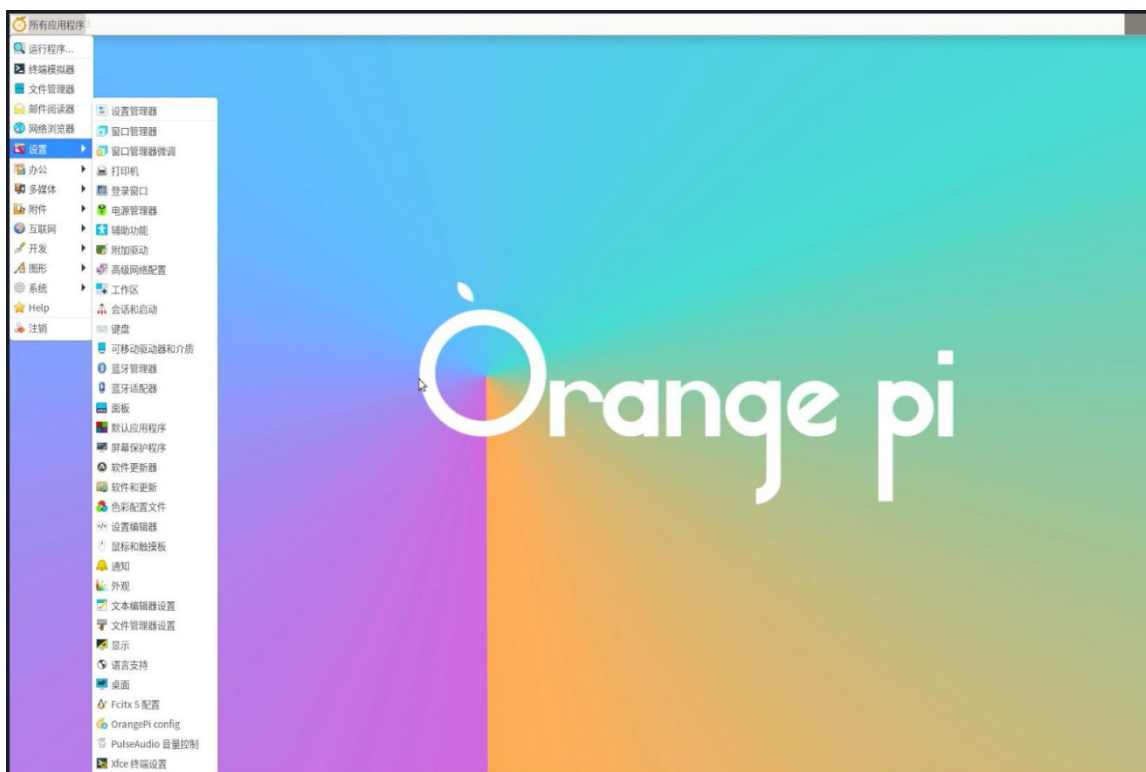 所有应用程序
运行程序...
终端模拟器
文件管理器
邮件阅读器
网络浏览器
设置
办公
多媒体
附件
互联网
开发
图形
系统
Help
注销
设置管理器
窗口管理器
窗口管理器微调
打印机
登录窗口
电源管理器
辅助功能
附加驱动
高级网络配置
工作区
会话和启动
键盘
可移动驱动器和介质
蓝牙管理器
蓝牙适配器
面板
默认应用程序
屏幕保护程序
软件更新器
软件和更新
色彩配置文件
设置编辑器
鼠标和触摸板
通知
外观
文本编辑器设置
文件管理器设置
显示
语言支持
桌面
Fcitx 5 配置
OrangePi config
PulseAudio 音量控制
Xfce 终端设置
Orange pi